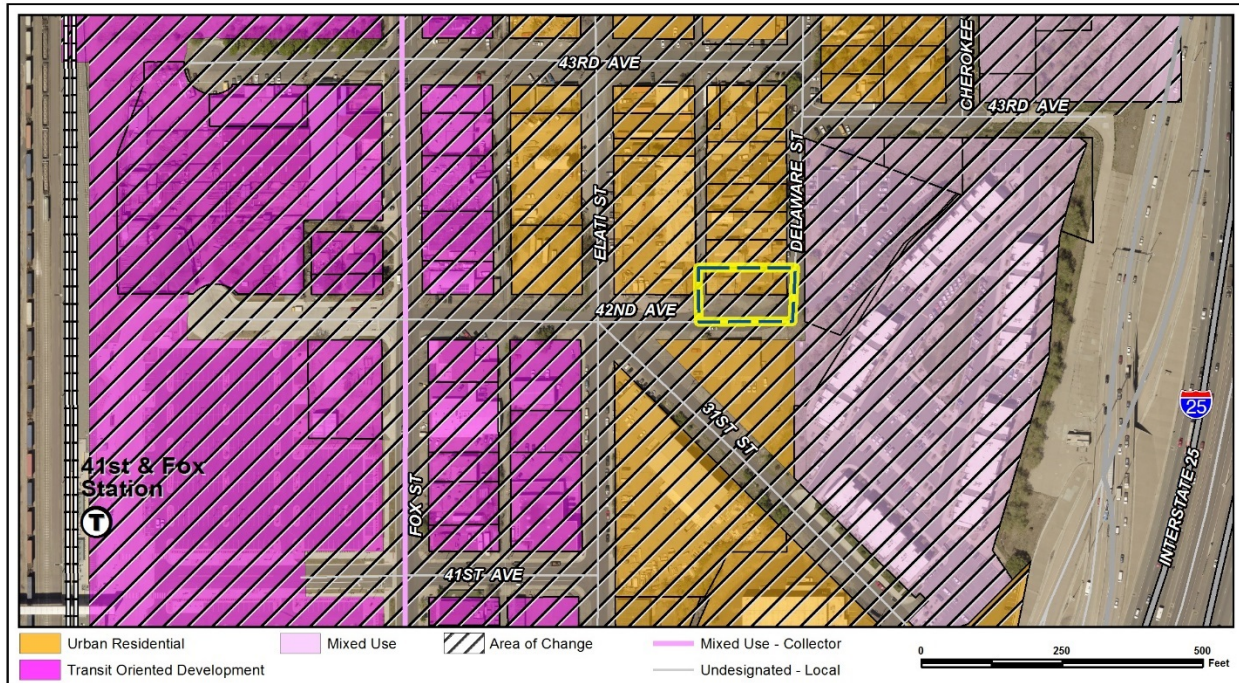 43RD AVE
CHEROKEE
43RD AVE
ELATI ST
DELAWARE ST
42ND AVE
31ST ST
25
INTERSTATE 25
41st & Fox
Station
T
FOX ST
41ST AVE
Urban Residential
Mixed Use
Area of Change
Mixed Use - Collector
Transit Oriented Development
Undesignated - Local
0 250 500
Feet